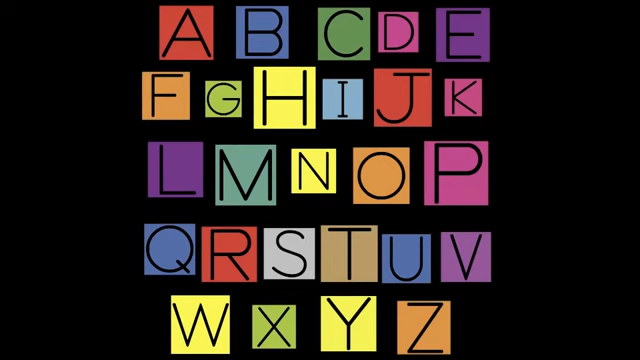 A B C D E
F G H I J K
L M N O P
Q R S T U V
W X Y Z